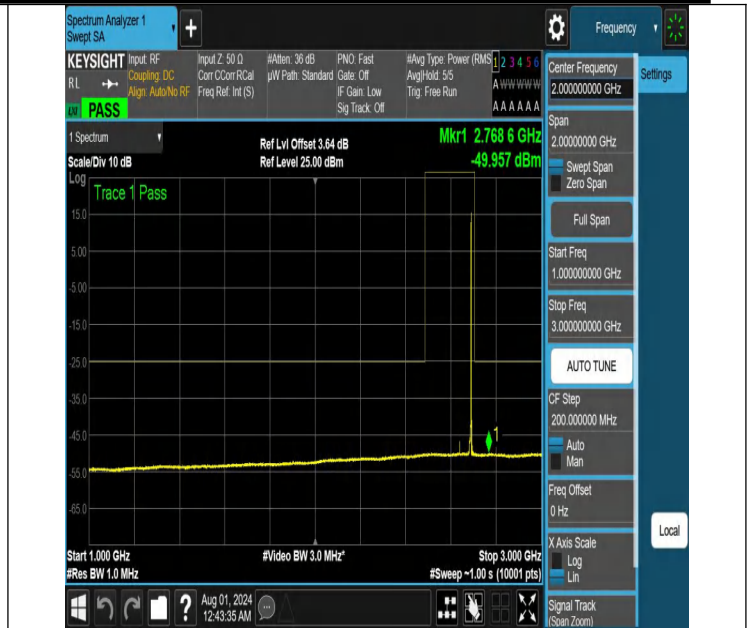 Spectrum Analyzer 1
Swept SA
+
Frequency
KEYSIGHT
RL
PASS
Input: RF
Coupling: DC
Align: Auto/No RF
Input Z: 50 Ω
Corr CCorr RCal
Freq Ref: Int (S)
#Atten: 36 dB
µW Path: Standard
PNO: Fast
Gate: Off
IF Gain: Low
Sig Track: Off
#Avg Type: Power (RMS
Avg|Hold: 5/5
Trig: Free Run
1 2 3 4 5 6
A W W W W W
A A A A A A
1 Spectrum
Scale/Div 10 dB
Ref Lvl Offset 3.64 dB
Ref Level 25.00 dBm
Mkr1 2.768 6 GHz
-49.957 dBm
Log
Trace 1 Pass
15.0
5.00
-5.00
-15.0
-25.0
-35.0
-45.0
-55.0
-65.0
1
Start 1.000 GHz
#Res BW 1.0 MHz
#Video BW 3.0 MHz*
Stop 3.000 GHz
#Sweep ~1.00 s (10001 pts)
Center Frequency
2.000000000 GHz
Settings
Span
2.00000000 GHz
Swept Span
Zero Span
Full Span
Start Freq
1.000000000 GHz
Stop Freq
3.000000000 GHz
AUTO TUNE
CF Step
200.000000 MHz
Auto
Man
Freq Offset
0 Hz
X Axis Scale
Log
Lin
Local
Signal Track
(Span Zoom)
?
Aug 01, 2024
12:43:35 AM